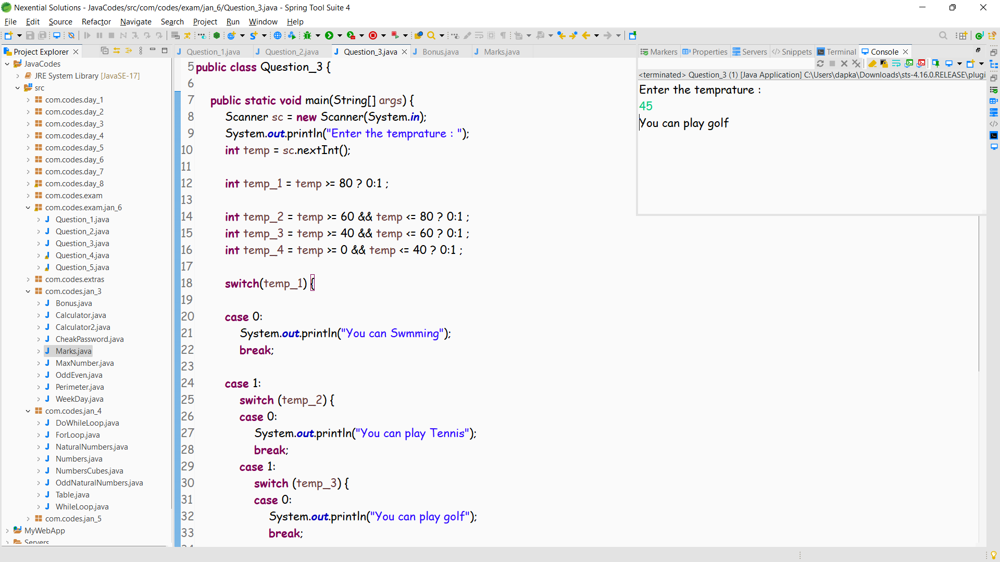 Nexential Solutions - JavaCodes/src/com/codes/exam/jan_6/Question_3.java - Spring Tool Suite 4
File Edit Source Refactor Navigate Search Project Run Window Help
Project Explorer
JavaCodes
JRE System Library [JavaSE-17]
src
com.codes.day_1
com.codes.day_2
com.codes.day_3
com.codes.day_4
com.codes.day_5
com.codes.day_6
com.codes.day_7
com.codes.day_8
com.codes.exam
com.codes.exam.jan_6
Question_1.java
Question_2.java
Question_3.java
Question_4.java
Question_5.java
com.codes.extras
com.codes.jan_3
Bonus.java
Calculator.java
Calculator2.java
CheakPassword.java
Marks.java
MaxNumber.java
OddEven.java
Perimeter.java
WeekDay.java
com.codes.jan_4
DoWhileLoop.java
ForLoop.java
NaturalNumbers.java
Numbers.java
NumbersCubes.java
OddNaturalNumbers.java
Table.java
WhileLoop.java
com.codes.jan_5
MyWebApp
Servers
Question_1.java Question_2.java Question_3.java Bonus.java Marks.java
5 public class Question_3 {
6
7 public static void main(String[] args) {
8 Scanner sc = new Scanner(System.in);
9 System.out.println("Enter the temprature : ");
10 int temp = sc.nextInt();
11
12 int temp_1 = temp >= 80 ? 0:1 ;
13
14 int temp_2 = temp >= 60 && temp <= 80 ? 0:1 ;
15 int temp_3 = temp >= 40 && temp <= 60 ? 0:1 ;
16 int temp_4 = temp >= 0 && temp <= 40 ? 0:1 ;
17
18 switch(temp_1) {
19
20 case 0:
21 System.out.println("You can Swmming");
22 break;
23
24 case 1:
25 switch (temp_2) {
26 case 0:
27 System.out.println("You can play Tennis");
28 break;
29 case 1:
30 switch (temp_3) {
31 case 0:
32 System.out.println("You can play golf");
33 break;
Markers Properties Servers Snippets Terminal Console
<terminated> Question_3 (1) [Java Application] C:\Users\dapka\Downloads\sts-4.16.0.RELEASE\plugi
Enter the temprature :
45
You can play golf